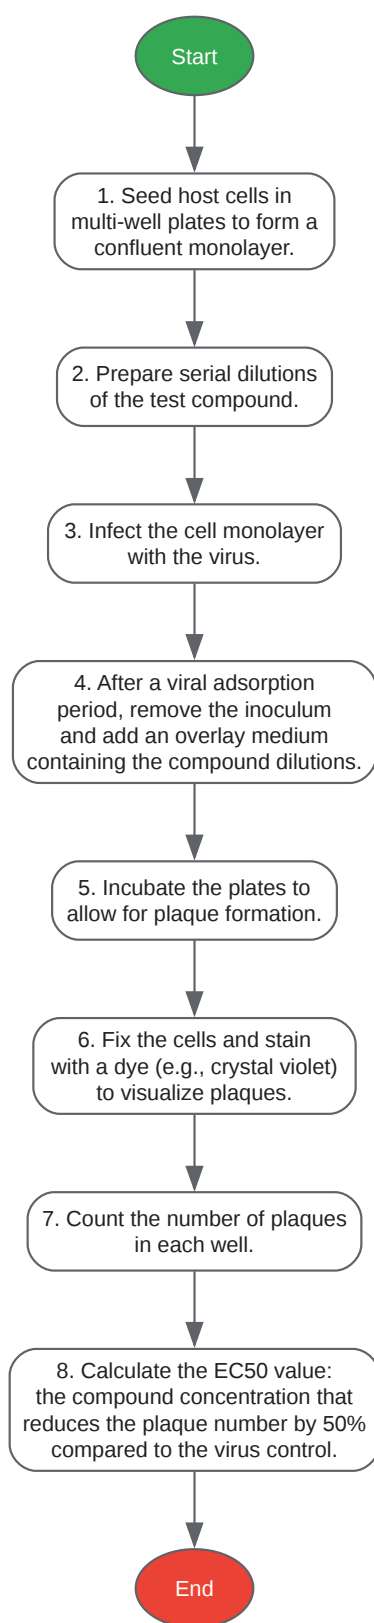 Start
1. Seed host cells in
multi-well plates to form a
confluent monolayer.
2. Prepare serial dilutions
of the test compound.
3. Infect the cell monolayer
with the virus.
4. After a viral adsorption
period, remove the inoculum
and add an overlay medium
containing the compound dilutions.
5. Incubate the plates to
allow for plaque formation.
6. Fix the cells and stain
with a dye (e.g., crystal violet)
to visualize plaques.
7. Count the number of plaques
in each well.
8. Calculate the EC50 value:
the compound concentration that
reduces the plaque number by 50%
compared to the virus control.
End